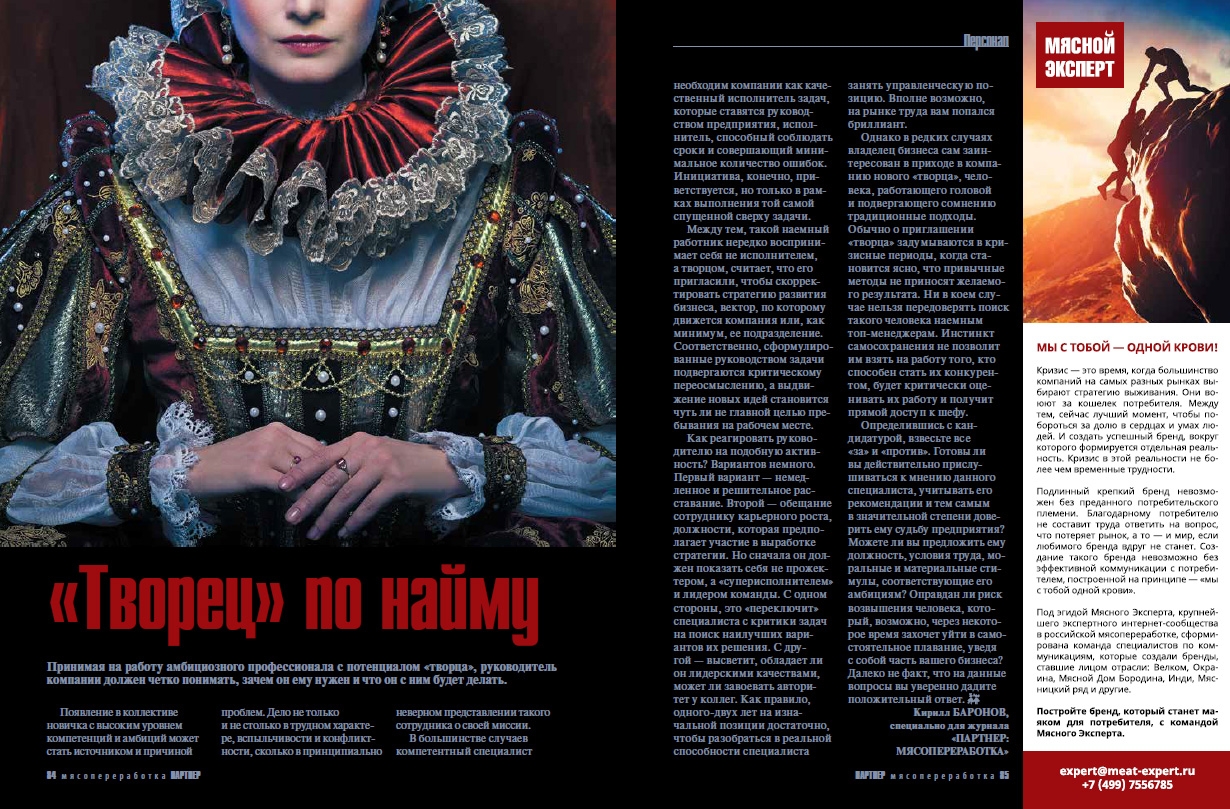 «Творец» по найму
Принимая на работу амбициозного профессионала с потенциалом «творца», руководитель
компании должен четко понимать, зачем он ему нужен и что он с ним будет делать.
Появление в коллективе
новичка с высоким уровнем
компетенций и амбиций может
стать источником и причиной
проблем. Дело не только
и не столько в трудном характе-
ре, вспыльчивости и конфликт-
ности, сколько в принципиально
неверном представлении такого
сотрудника о своей миссии.
В большинстве случаев
компетентный специалист
84 мясопереработка ПАРТНЕР
Персонал
необходим компании как каче-
ственный исполнитель задач,
которые ставятся руковод-
ством предприятия, испол-
нитель, способный соблюдать
сроки и совершающий мини-
мальное количество ошибок.
Инициатива, конечно, при-
ветствуется, но только в рам-
ках выполнения той самой
спущенной сверху задачи.
Между тем, такой наемный
работник нередко восприни-
мает себя не исполнителем,
а творцом, считает, что его
пригласили, чтобы скоррек-
тировать стратегию развития
бизнеса, вектор, по которому
движется компания или, как
минимум, ее подразделение.
Соответственно, сформулиро-
ванные руководством задачи
подвергаются критическому
переосмыслению, а выдви-
жение новых идей становится
чуть ли не главной целью пре-
бывания на рабочем месте.
Как реагировать руково-
дителю на подобную актив-
ность? Вариантов немного.
Первый вариант — немед-
ленное и решительное рас-
ставание. Второй — обещание
сотруднику карьерного роста,
должности, которая предпо-
лагает участие в выработке
стратегии. Но сначала он дол-
жен показать себя не прожек-
тером, а «суперисполнителем»
и лидером команды. С одной
стороны, это «переключит»
специалиста с критики задач
на поиск наилучших вари-
антов их решения. С дру-
гой — высветит, обладает ли
он лидерскими качествами,
может ли завоевать автори-
тет у коллег. Как правило,
одного-двух лет на изна-
чальной позиции достаточно,
чтобы разобраться в реальной
способности специалиста
занять управленческую по-
зицию. Вполне возможно,
на рынке труда вам попался
бриллиант.
Однако в редких случаях
владелец бизнеса сам заин-
тересован в приходе в компа-
нию нового «творца», чело-
века, работающего головой
и подвергающего сомнению
традиционные подходы.
Обычно о приглашении
«творца» задумываются в кри-
зисные периоды, когда ста-
новится ясно, что привычные
методы не приносят желаемо-
го результата. Ни в коем слу-
чае нельзя передоверять поиск
такого человека наемным
топ-менеджерам. Инстинкт
самосохранения не позволит
им взять на работу того, кто
способен стать их конкурен-
том, будет критически оце-
нивать их работу и получит
прямой доступ к шефу.
Определившись с кан-
дидатурой, взвесьте все
«за» и «против». Готовы ли
вы действительно прислу-
шиваться к мнению данного
специалиста, учитывать его
рекомендации и тем самым
в значительной степени дове-
рить ему судьбу предприятия?
Можете ли вы предложить ему
должность, условия труда, мо-
ральные и материальные сти-
мулы, соответствующие его
амбициям? Оправдан ли риск
возвышения человека, кото-
рый, возможно, через некото-
рое время захочет уйти в само-
стоятельное плавание, уведя
с собой часть вашего бизнеса?
Далеко не факт, что на данные
вопросы вы уверенно дадите
положительный ответ.
Кирилл БАРОНОВ,
специально для журнала
«ПАРТНЕР:
МЯСОПЕРЕРАБОТКА»
ПАРТНЕР мясопереработка 85
МЯСНОЙ
ЭКСПЕРТ
МЫ С ТОБОЙ — ОДНОЙ КРОВИ!
Кризис — это время, когда большинство
компаний на самых разных рынках вы-
бирают стратегию выживания. Они во-
юют за кошелек потребителя. Между
тем, сейчас лучший момент, чтобы по-
бороться за долю в сердцах и умах лю-
дей. И создать успешный бренд, вокруг
которого формируется отдельная реаль-
ность. Кризис в этой реальности не бо-
лее чем временные трудности.
Подлинный крепкий бренд невозмо-
жен без преданного потребительского
племени. Благодарному потребителю
не составит труда ответить на вопрос,
что потеряет рынок, а то — и мир, если
любимого бренда вдруг не станет. Соз-
дание такого бренда невозможно без
эффективной коммуникации с потреби-
телем, построенной на принципе — «мы
с тобой одной крови».
Под эгидой Мясного Эксперта, крупней-
шего экспертного интернет-сообщества
в российской мясопереработке, сформи-
рована команда специалистов по ком-
муникациям, которые создали бренды,
ставшие лицом отрасли: Велком, Окра-
ина, Мясной Дом Бородина, Инди, Мяс-
ницкий ряд и другие.
Постройте бренд, который станет ма-
яком для потребителя, с командой
Мясного Эксперта.
expert@meat-expert.ru
+7 (499) 7556785